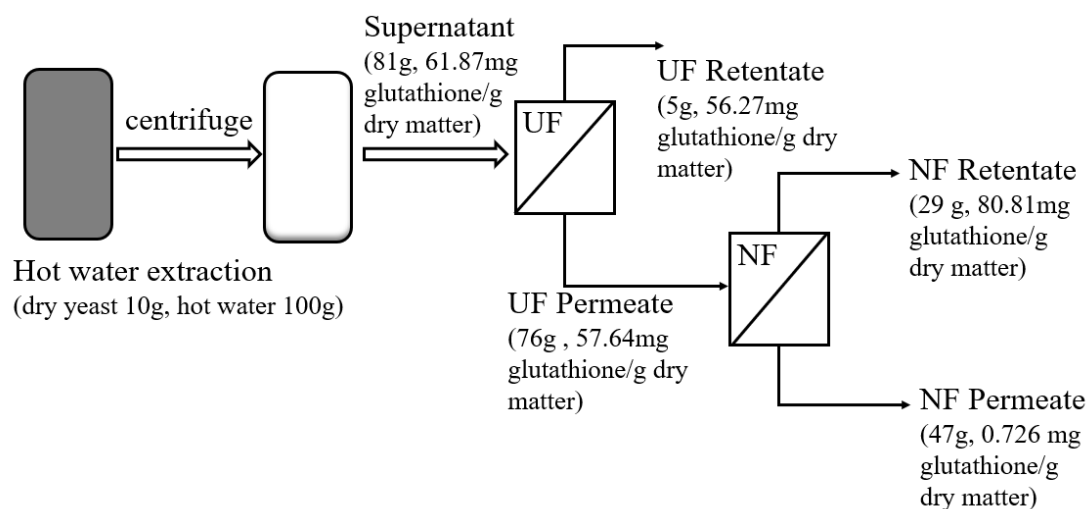 centrifuge
Hot water extraction
(dry yeast 10g, hot water 100g)
Supernatant
(81g, 61.87mg
glutathione/g
dry matter)
UF
UF Retentate
(5g, 56.27mg
glutathione/g dry
matter)
UF Permeate
(76g , 57.64mg
glutathione/g dry
matter)
NF
NF Retentate
(29 g, 80.81mg
glutathione/g
dry matter)
NF Permeate
(47g, 0.726 mg
glutathione/g
dry matter)